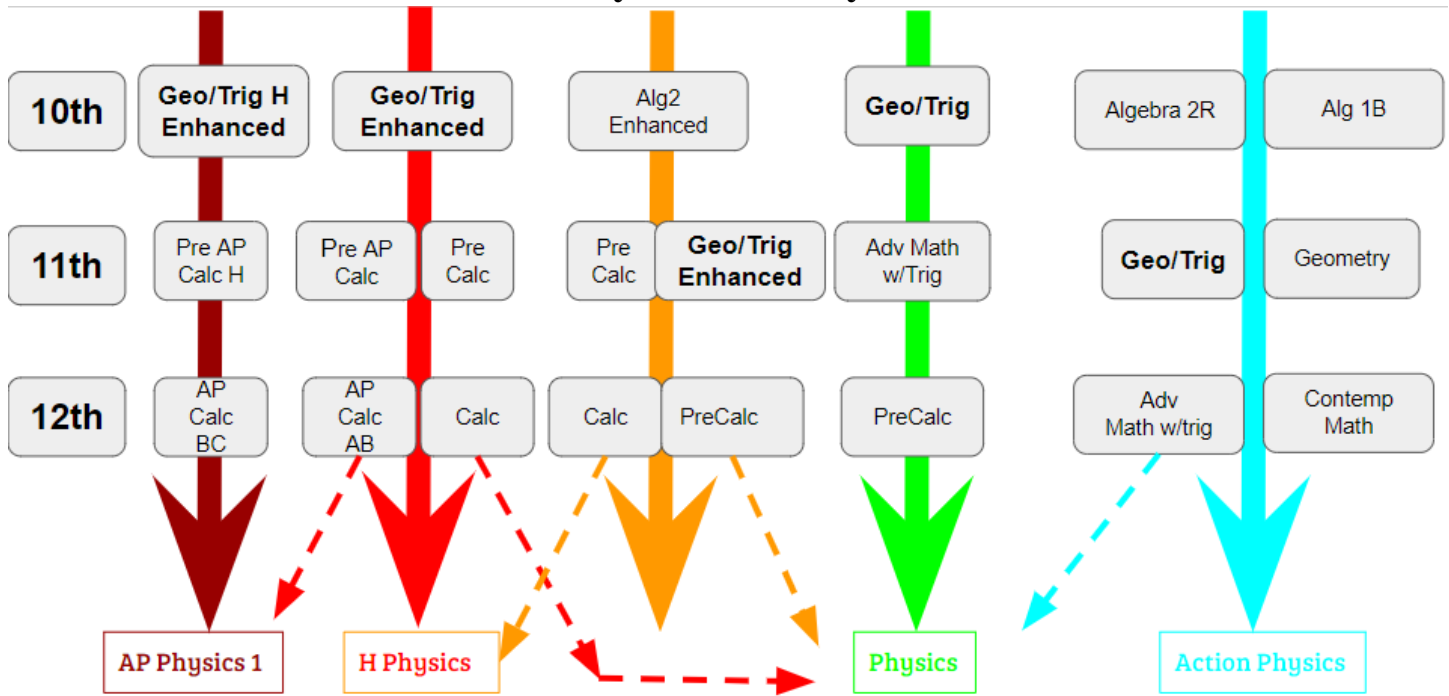 10th
Geo/Trig H
Enhanced
Geo/Trig
Enhanced
Alg2
Enhanced
Geo/Trig
Algebra 2R
Alg 1B
11th
Pre AP
Calc H
Pre AP
Calc
Pre
Calc
Pre
Calc
Geo/Trig
Enhanced
Adv Math
w/Trig
Geo/Trig
Geometry
12th
AP
Calc
BC
AP
Calc
AB
Calc
Calc
PreCalc
PreCalc
Adv
Math w/trig
Contemp
Math
AP Physics 1
H Physics
Physics
Action Physics